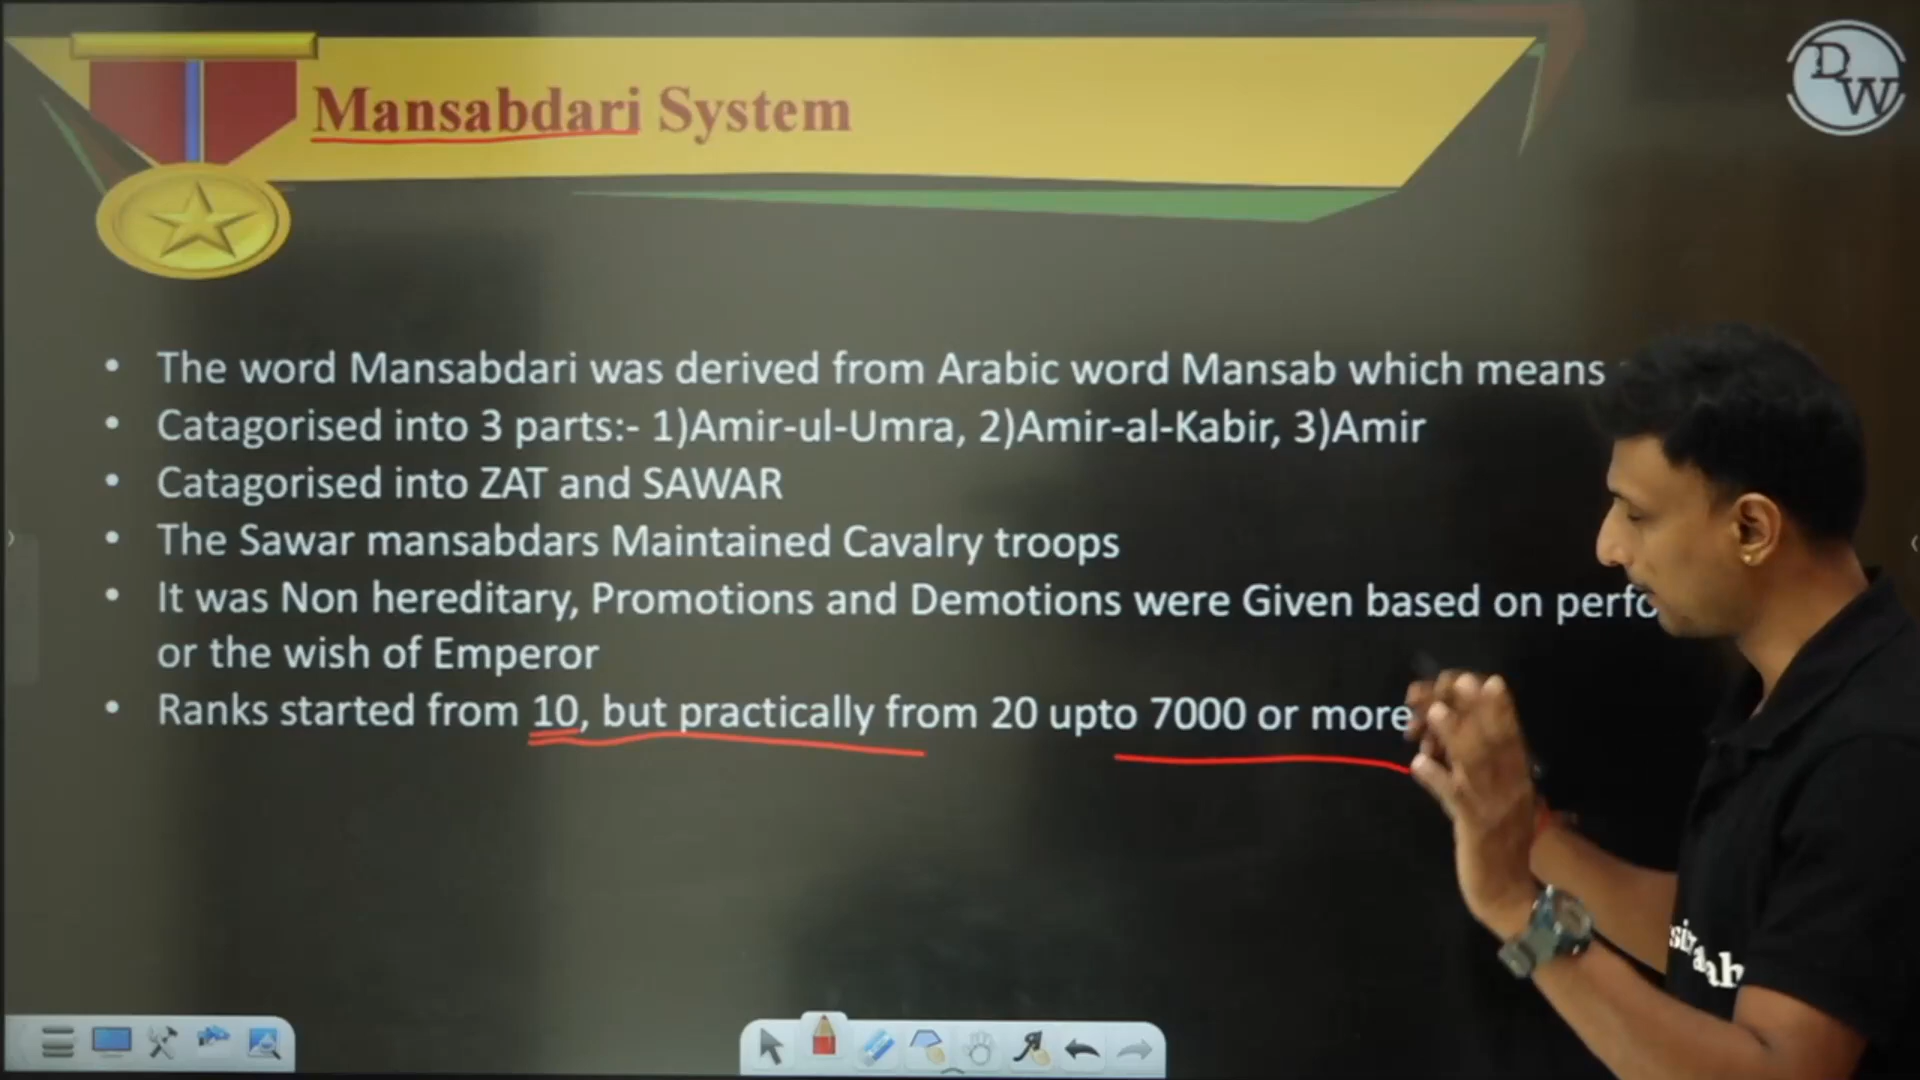 Mansabdari System
DW
• The word Mansabdari was derived from Arabic word Mansab which means
• Catagorised into 3 parts:- 1)Amir-ul-Umra, 2)Amir-al-Kabir, 3)Amir
• Catagorised into ZAT and SAWAR
• The Sawar mansabdars Maintained Cavalry troops
• It was Non hereditary, Promotions and Demotions were Given based on perfo
or the wish of Emperor
• Ranks started from 10, but practically from 20 upto 7000 or more